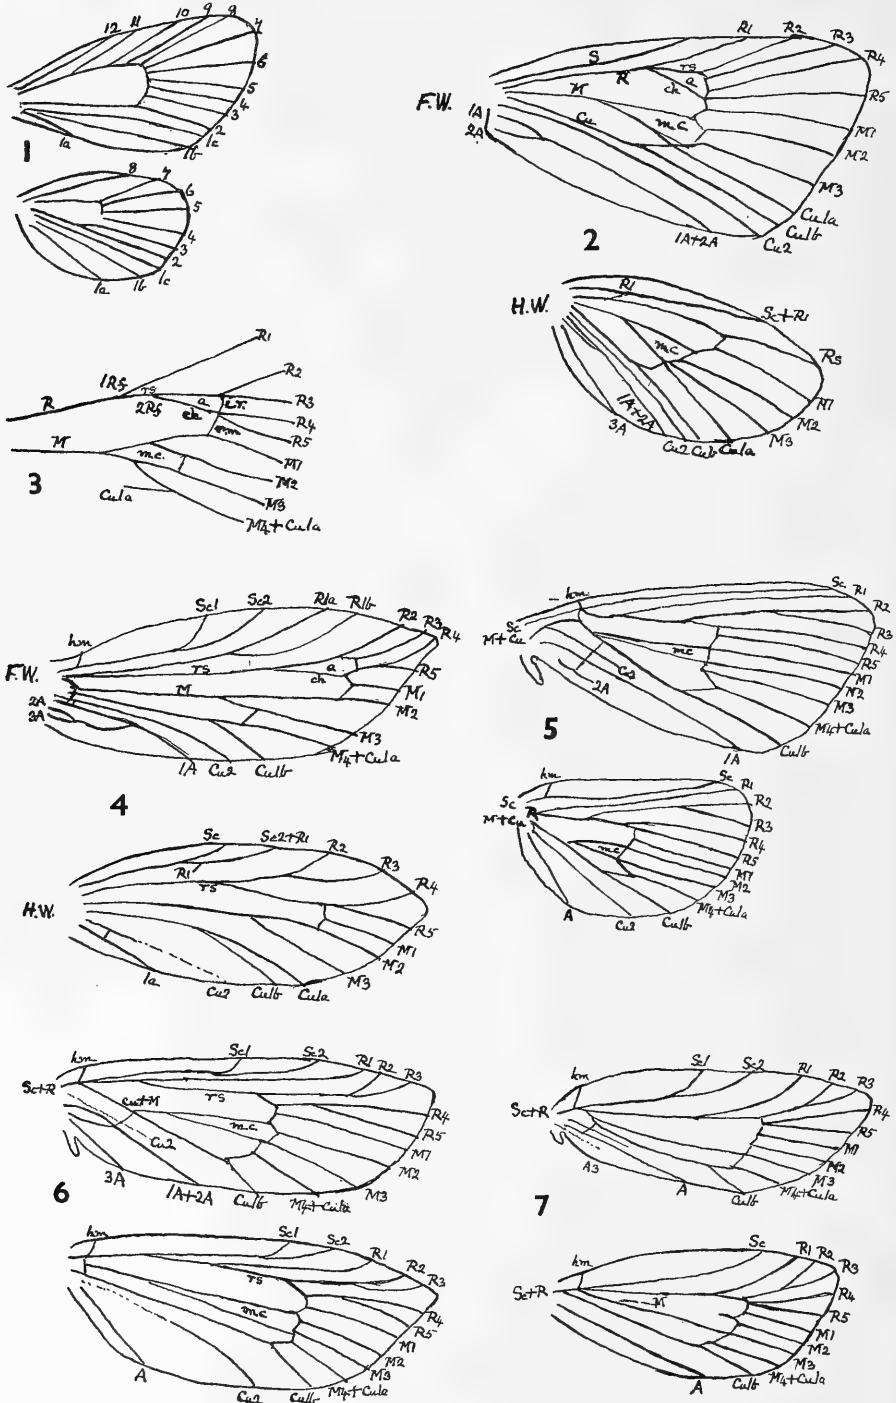 12 11 10 9 8 7
6
5
4
3
2
1c
1b
1a
1
8 7
6
5
4
3
2
1c
1b
1a
R1 R2 R3
R4
R5
M1
M2
M3
Cu1a
Cu1b
Cu2
1A+2A
S
R
rs
a
ch
M
Cu
mc
F.W.
1A
2A
2
H.W.
R1
Sc+R1
Rs
M1
M2
M3
Cu1a
Cub
Cu2
1A+2A
3A
mc
R1
R2
R3
R4
R5
M1
M2
M3
M4+Cu1a
Cu1a
R
1RS
rs
2RS
a
ch
i.r.
r.m
M
m.c.
3
Sc1 Sc2 R1a R1b R2 R3 R4
R5
M1
M2
M3
M4+Cu1a
Cu1b
Cu2
1A
hm
rs
a
ch
M
F.W.
2A
3A
4
Sc Sc2+R1 R2 R3
R4
R5
M1
M2
M3
Cu1a
Cu1b
Cu2
1a
R1
rs
H.W.
hm
Sc R1 R2
R3
R4
R5
M1
M2
M3
M4+Cu1a
Cu1b
1A
Sc
M+Cu
mc
2A
5
hm
Sc R1
R2
R3
R4
R5
M1
M2
M3
M4+Cu1a
Cu1b
Cu2
A
Sc
M+Cu
R
mc
hm
Sc1 Sc2 R1 R2 R3
R4
R5
M1
M2
M3
M4+Cu1a
Cu1b
1A+2A
3A
Sc+R
cu+M
rs
m.c
Cu2
6
hm
Sc1 Sc2 R1 R2 R3
R4
R5
M1
M2
M3
M4+Cu1a
Cu1b
Cu2
A
rs
m.c
hm
Sc1 Sc2 R1 R2 R3
R4
R5
M1
M2
M3
M4+Cu1a
Cu1b
A
A3
Sc+R
7
hm
Sc R1 R2 R3
R4
R5
M1
M2
M3
M4+Cu1a
Cu1b
A
Sc+R
M